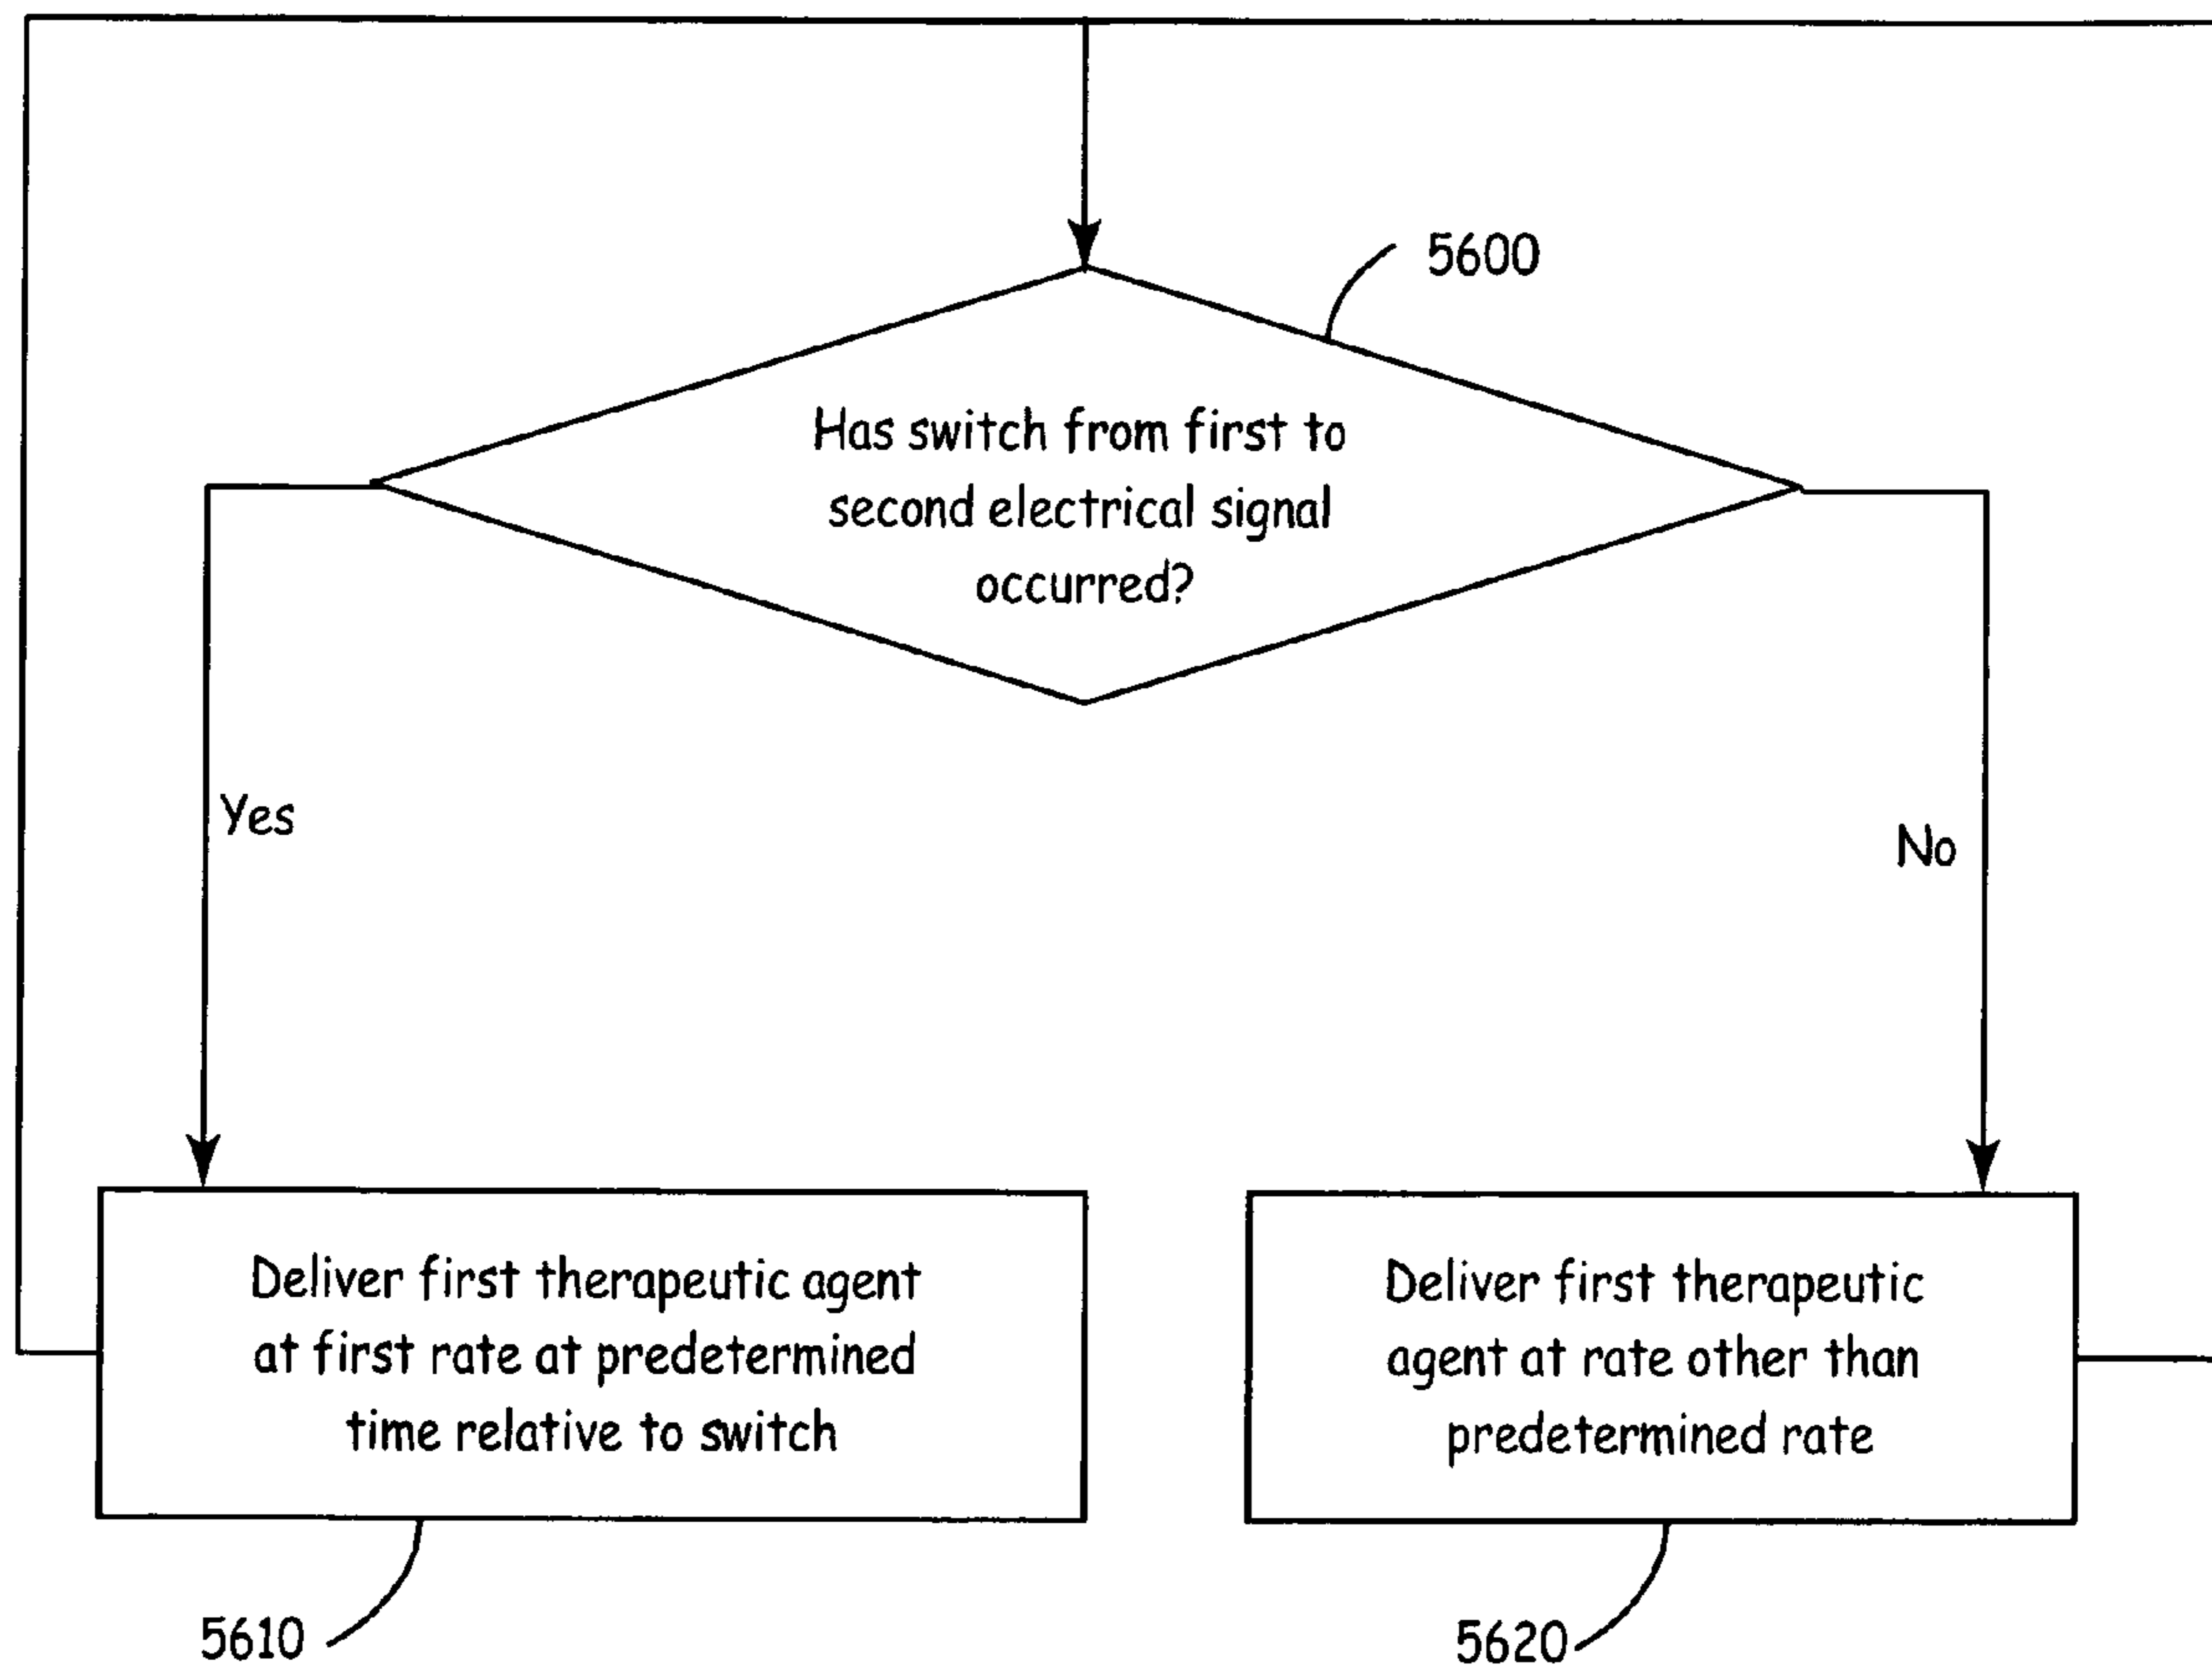 5600
Has switch from first to
second electrical signal
occurred?
Yes
No
Deliver first therapeutic agent
at first rate at predetermined
time relative to switch
Deliver first therapeutic
agent at rate other than
predetermined rate
5610
5620